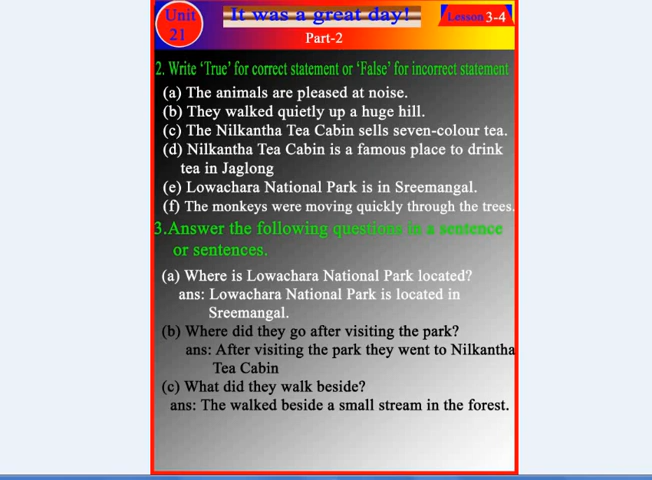 Unit
21
It was a great day!
Lesson 3-4
Part-2
2. Write ‘True’ for correct statement or ‘False’ for incorrect statement
(a) The animals are pleased at noise.
(b) They walked quietly up a huge hill.
(c) The Nilkantha Tea Cabin sells seven-colour tea.
(d) Nilkantha Tea Cabin is a famous place to drink
tea in Jaglong
(e) Lowachara National Park is in Sreemangal.
(f) The monkeys were moving quickly through the trees.
3.Answer the following questions in a sentence
or sentences.
(a) Where is Lowachara National Park located?
ans: Lowachara National Park is located in
Sreemangal.
(b) Where did they go after visiting the park?
ans: After visiting the park they went to Nilkantha
Tea Cabin
(c) What did they walk beside?
ans: The walked beside a small stream in the forest.